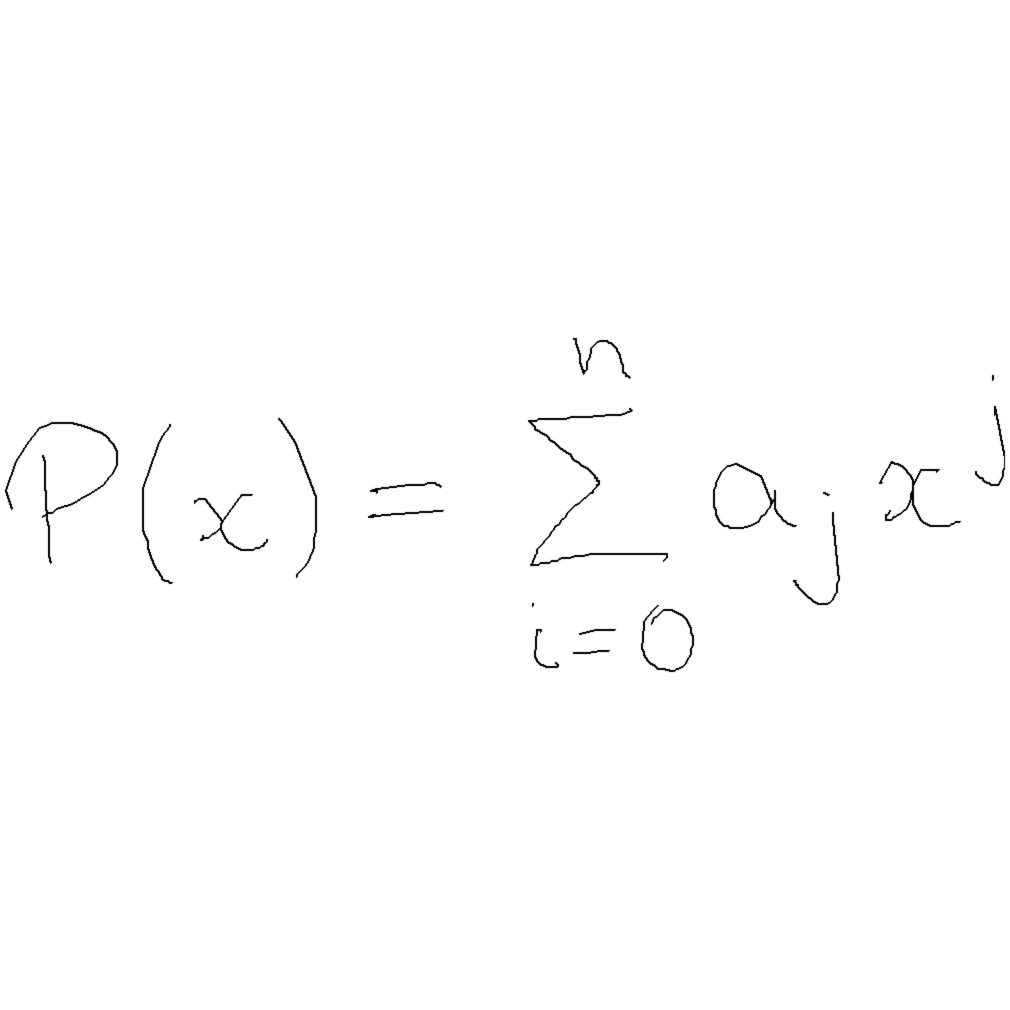 P(x) = \sum_{i=0}^{n} a_j x^j